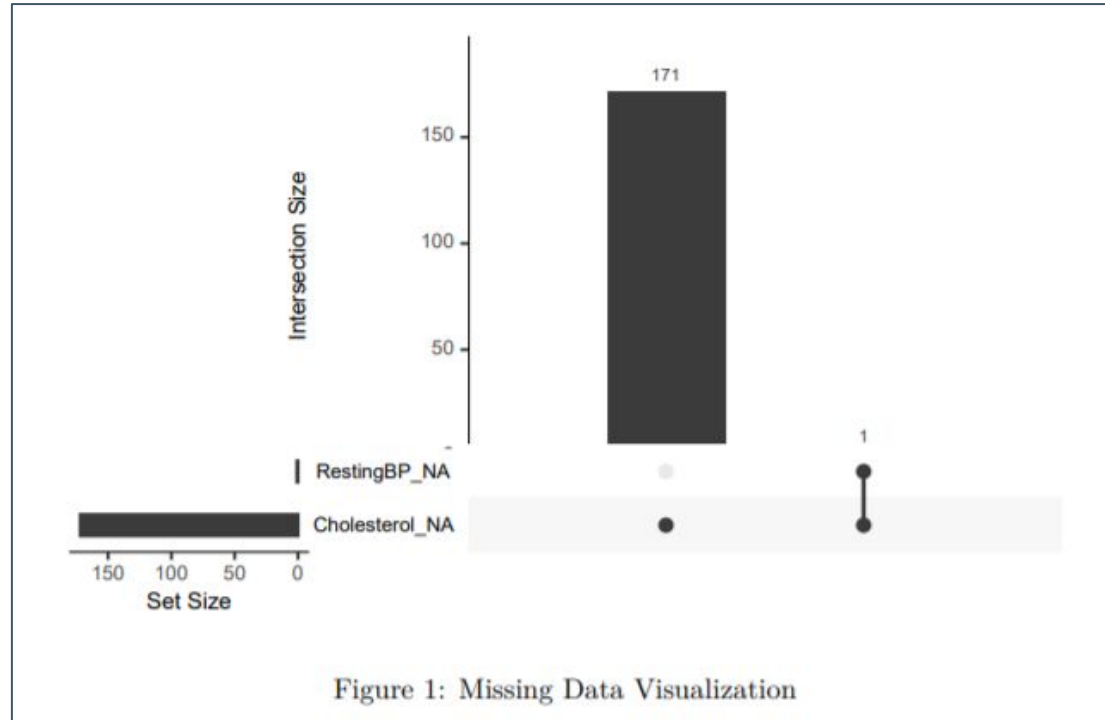 171
150
100
50
Intersection Size
1
RestingBP_NA
Cholesterol_NA
150 100 50 0
Set Size
Figure 1: Missing Data Visualization